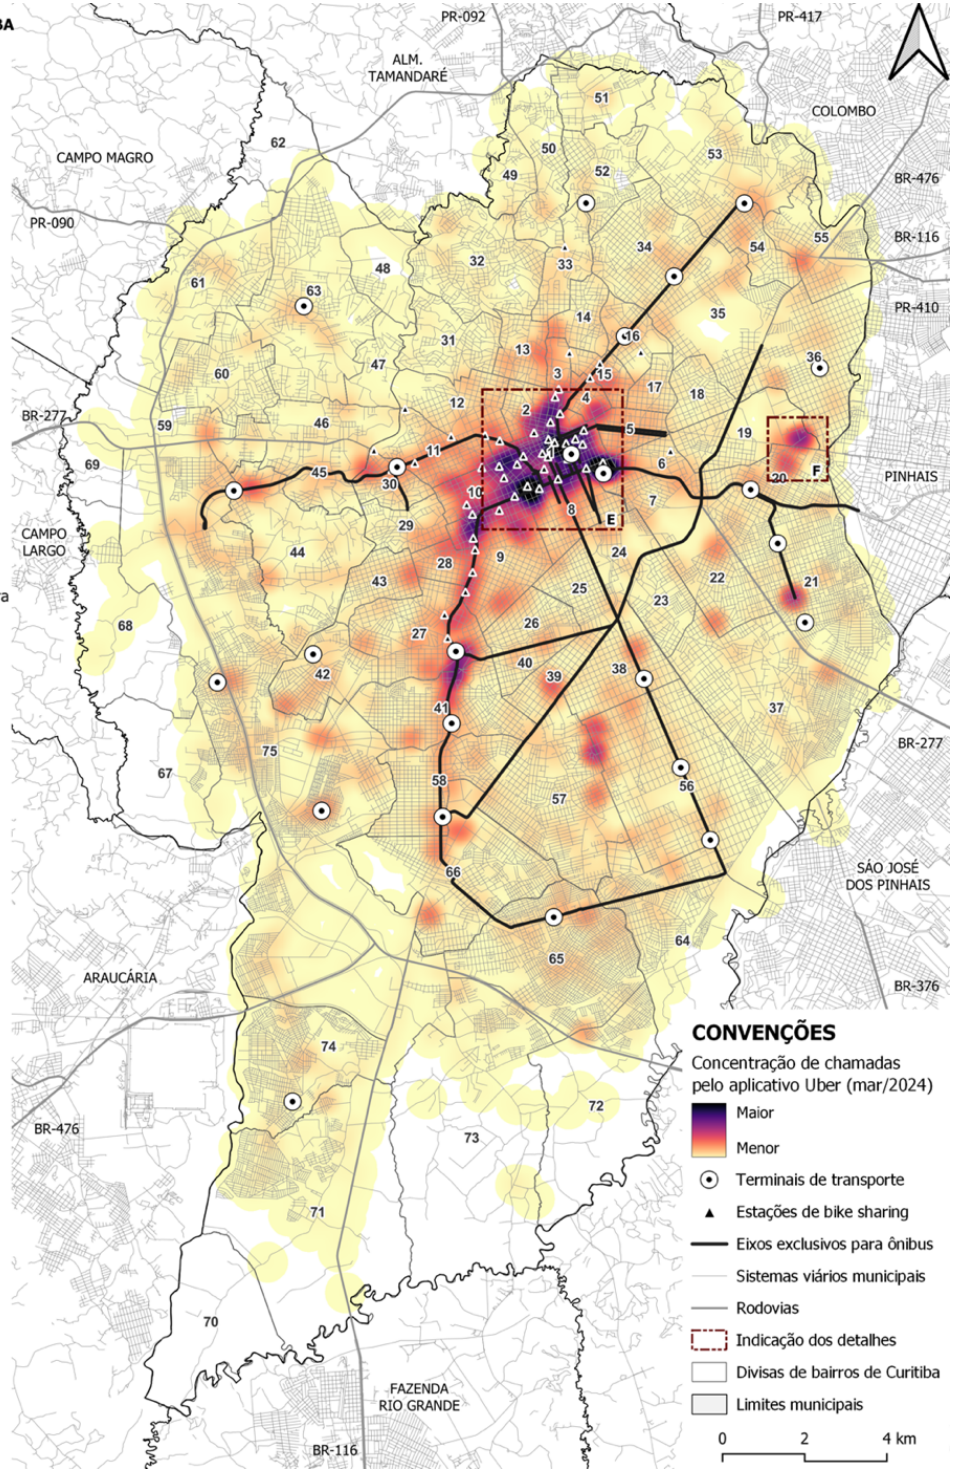 BA
PR-092
PR-417
ALM.
TAMANDARÉ
COLOMBO
51
62
50
53
CAMPO MAGRO
49
52
BR-476
PR-090
34
54
55
BR-116
32
33
48
61
63
PR-410
14
35
31
16
13
47
36
3
15
60
17
18
4
12
2
BR-277
59
46
5
19
11
69
45
6
F
30
20
PINHAIS
10
7
29
8
E
CAMPO
LARGO
44
24
9
28
43
22
21
25
23
a
68
26
27
40
38
42
39
41
37
75
BR-277
67
58
56
57
66
SÃO JOSÉ
DOS PINHAIS
64
65
ARAUCÁRIA
BR-376
74
72
BR-476
73
71
70
FAZENDA
RIO GRANDE
BR-116
CONVENÇÕES
Concentração de chamadas
pelo aplicativo Uber (mar/2024)
Maior
Menor
Terminais de transporte
Estações de bike sharing
Eixos exclusivos para ônibus
Sistemas viários municipais
Rodovias
Indicação dos detalhes
Divisas de bairros de Curitiba
Limites municipais
0 2 4 km